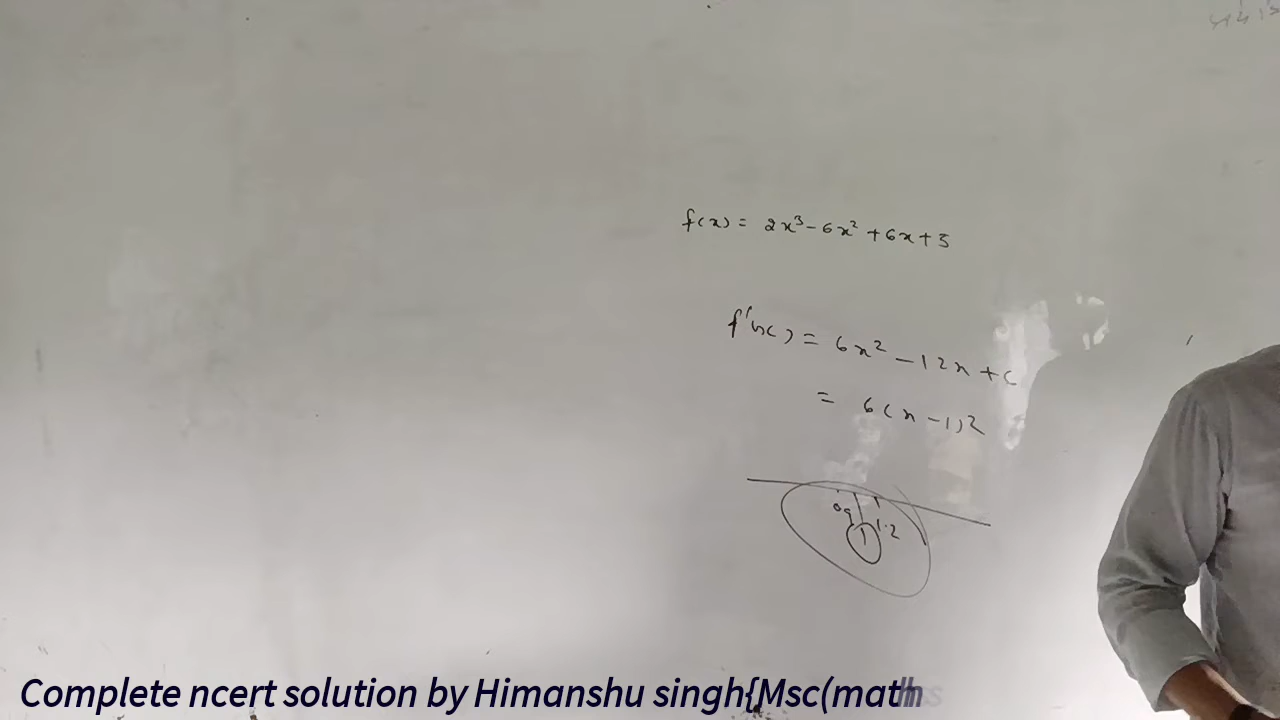 f(x) = 2x³ - 6x² + 6x + 5
f'(x) = 6x² - 12x + 6
= 6(x - 1)²
0.9 1 1.2
Complete ncert solution by Himanshu singh{Msc(maths